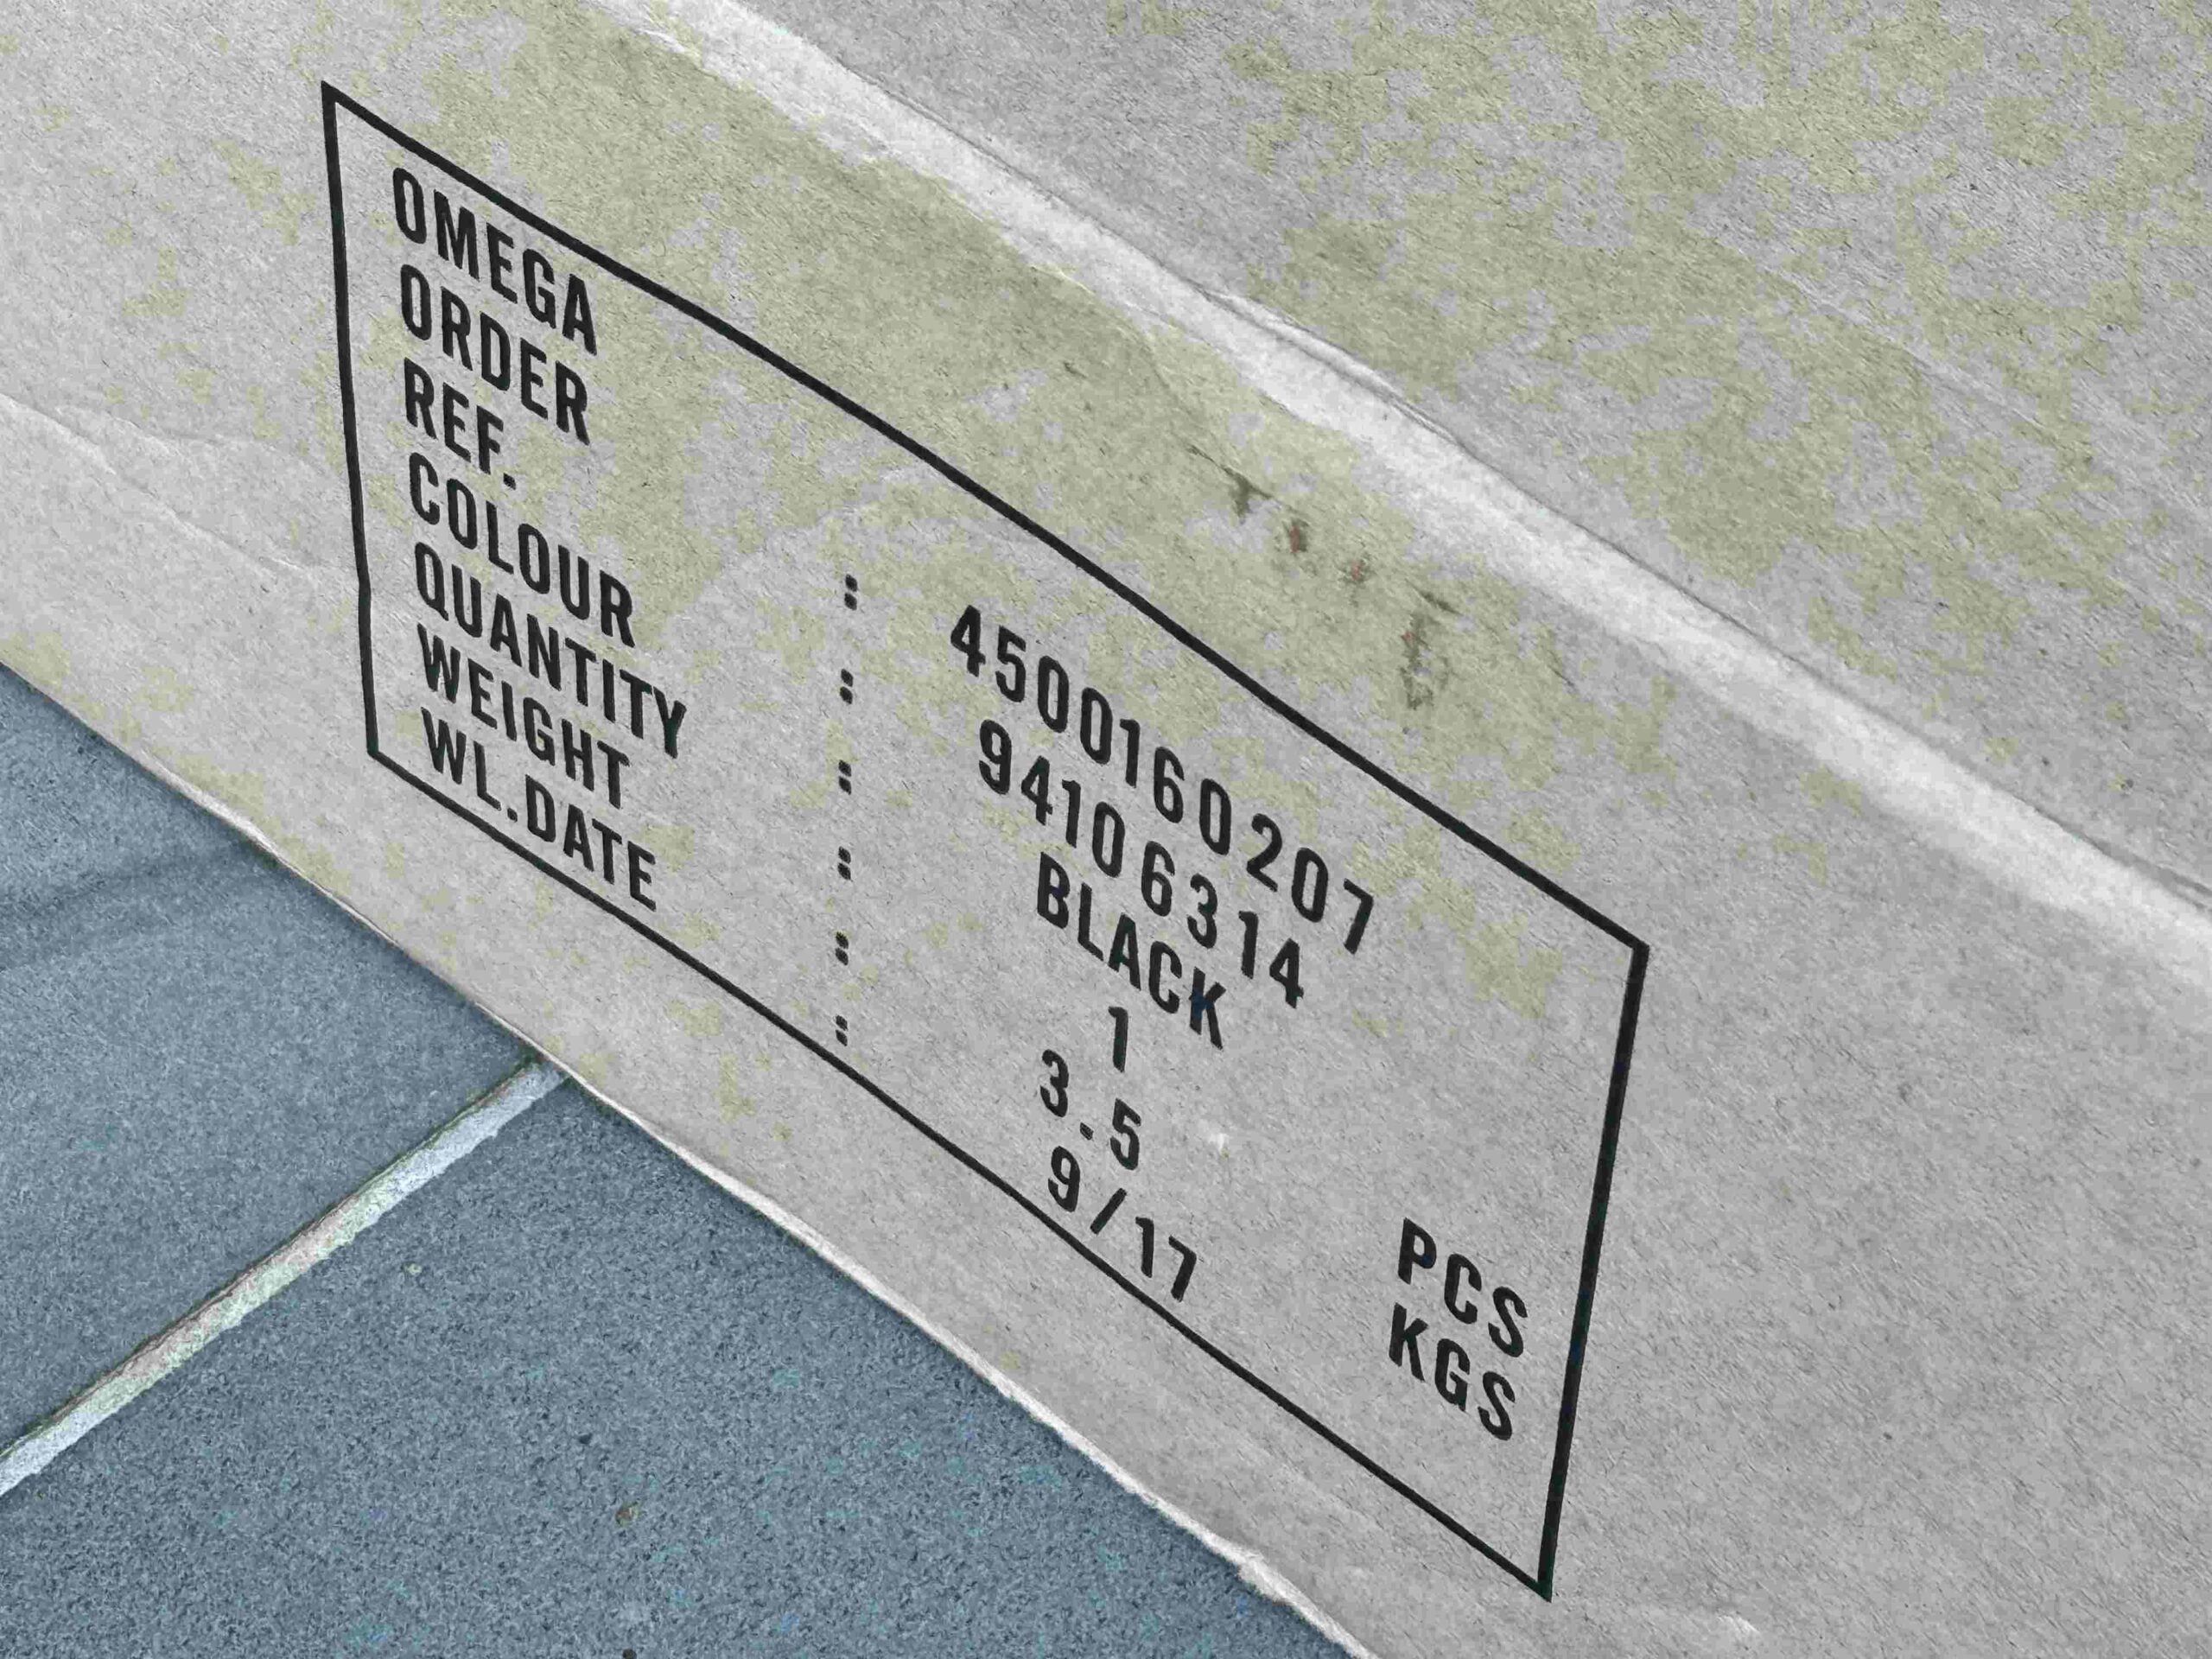 OMEGA
ORDER : 4500160207
REF. : 94106314
COLOUR : BLACK
QUANTITY : 1 PCS
WEIGHT : 3.5 KGS
WL.DATE : 9/17